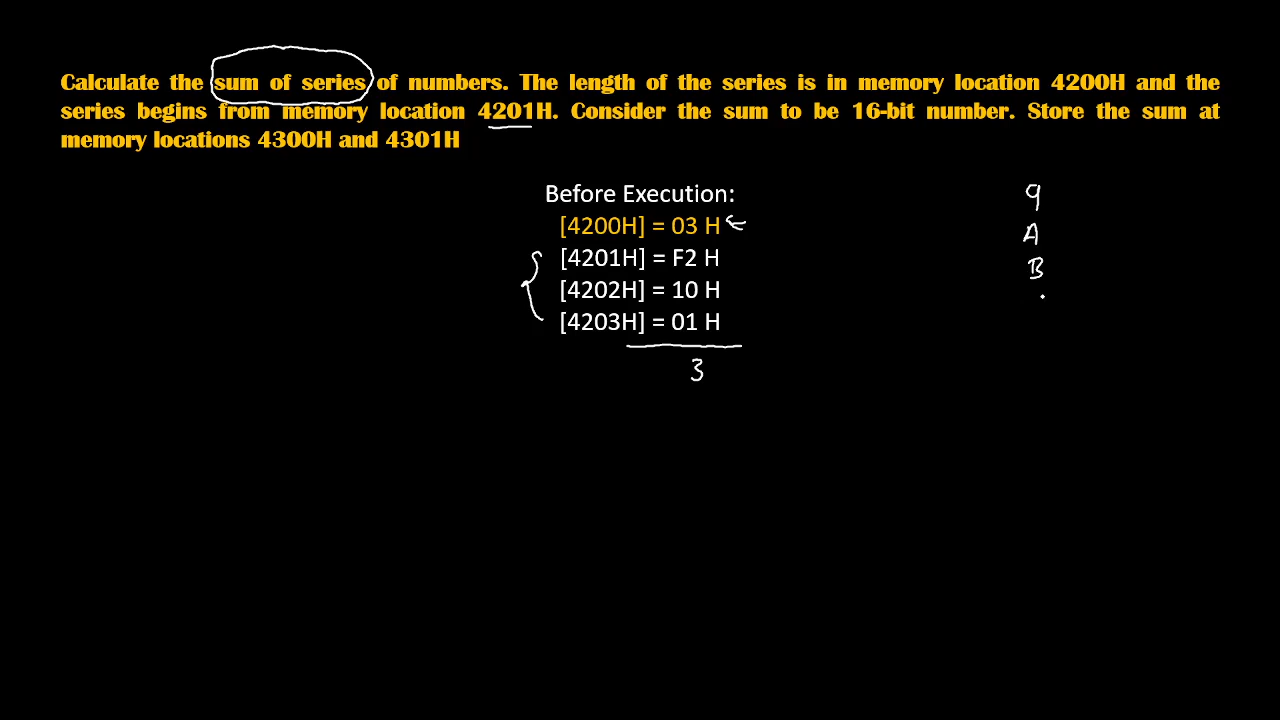 Calculate the sum of series of numbers. The length of the series is in memory location 4200H and the
series begins from memory location 4201H. Consider the sum to be 16-bit number. Store the sum at
memory locations 4300H and 4301H
Before Execution:
[4200H] = 03 H
[4201H] = F2 H
[4202H] = 10 H
[4203H] = 01 H
3
9
A
B